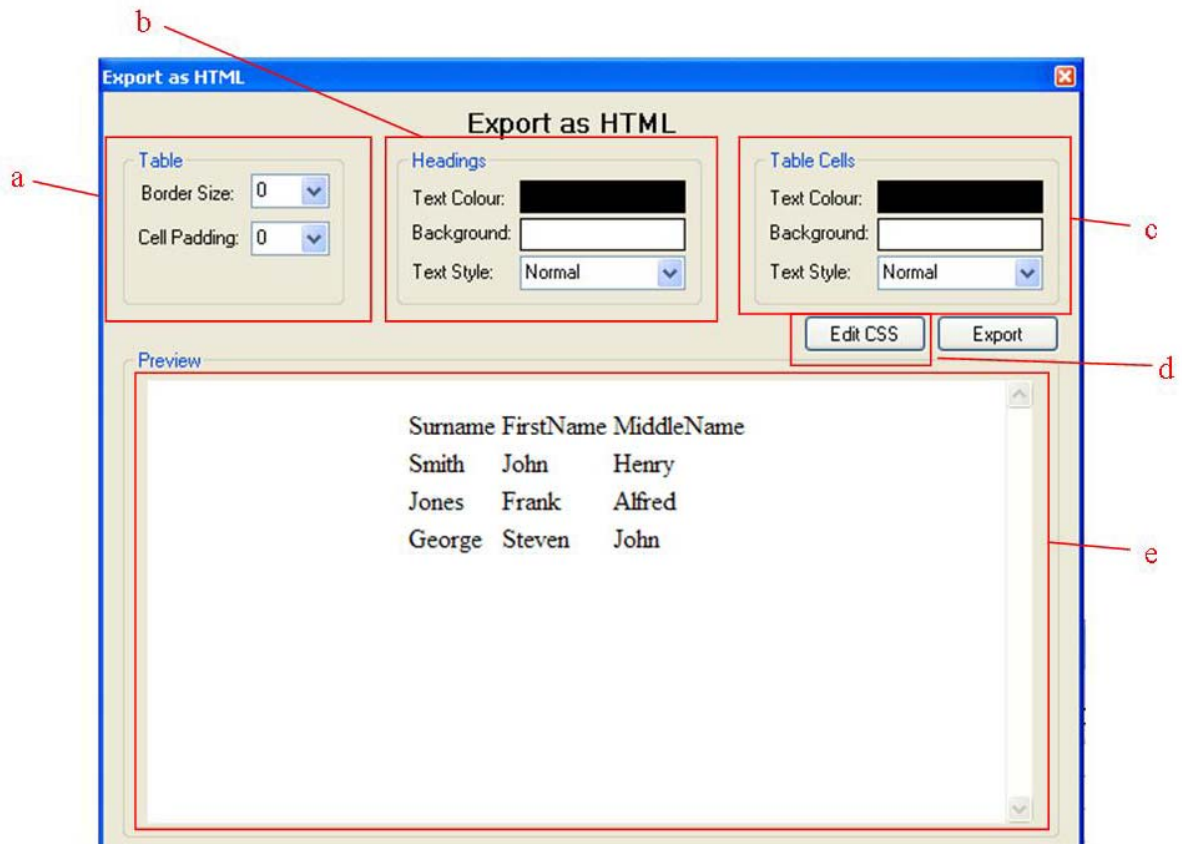 b
Export as HTML
Export as HTML
a
Table
Border Size: 0
Cell Padding: 0
Headings
Text Colour:
Background:
Text Style: Normal
Table Cells
Text Colour:
Background:
Text Style: Normal
c
Edit CSS
Export
d
Preview
Surname FirstName MiddleName
Smith John Henry
Jones Frank Alfred
George Steven John
e